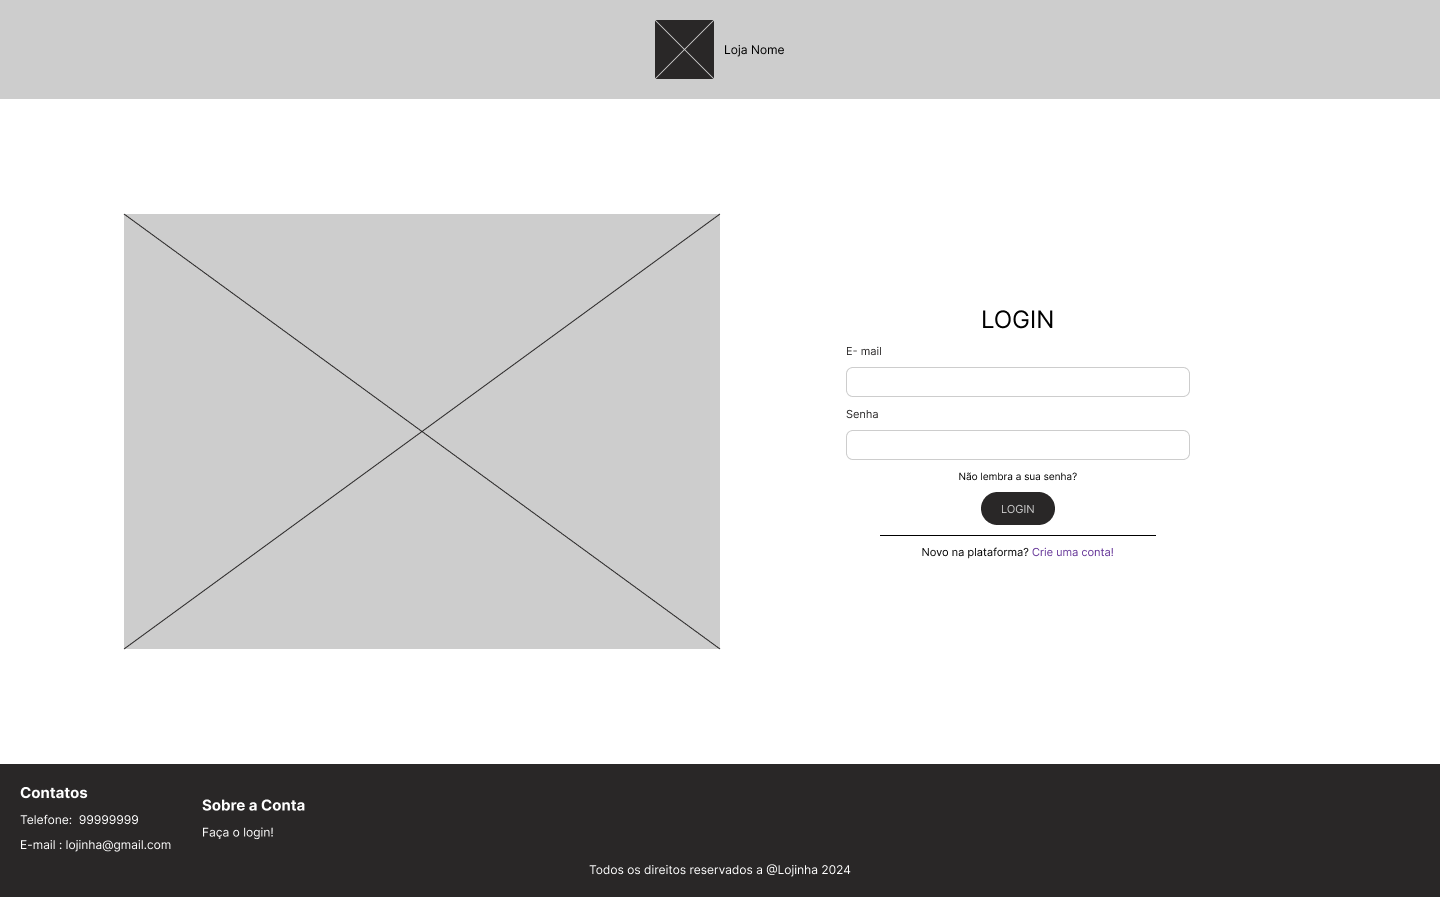 Loja Nome
LOGIN
E- mail
Senha
Não lembra a sua senha?
LOGIN
Novo na plataforma? Crie uma conta!
Contatos
Telefone:  99999999
E-mail : lojinha@gmail.com
Sobre a Conta
Faça o login!
Todos os direitos reservados a @Lojinha 2024